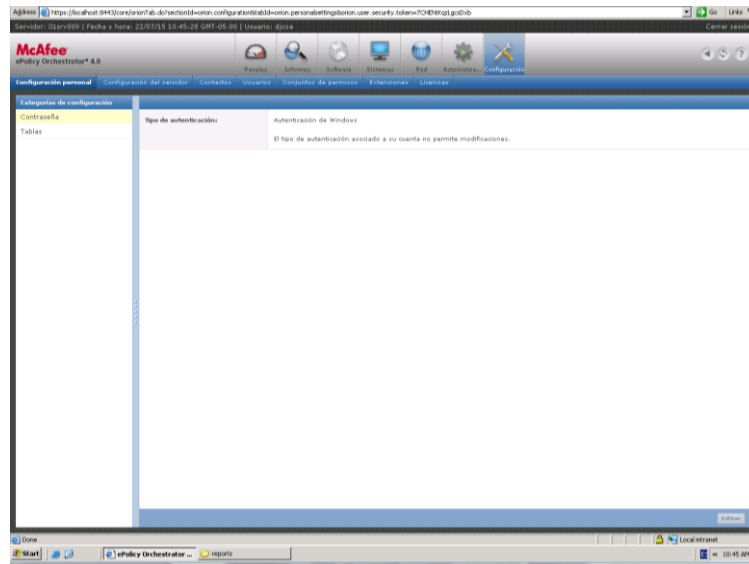 Address https://localhost:8443/core/orionTab.do?sectionId=orion.configuration&tabId=orion.personalsettings&orion.user.security.token= Go Links
Servidor: 01srv009 | Fecha y hora: 22/07/15 10:45:28 GMT-05:00 | Usuario: djose
Cerrar sesión
McAfee
ePolicy Orchestrator® 4.0
Paneles Informes Software Sistemas Red Automatiza... Configuración
Configuración personal Configuración del servidor Contactos Usuarios Conjuntos de permisos Extensiones Licencias
Categorías de configuración
Contraseña
Tablas
Tipo de autenticación:
Autenticación de Windows
El tipo de autenticación asociado a su cuenta no permite modificaciones.
Editar
Done
Local intranet
Start
ePolicy Orchestrator ...
reports
10:45 AM